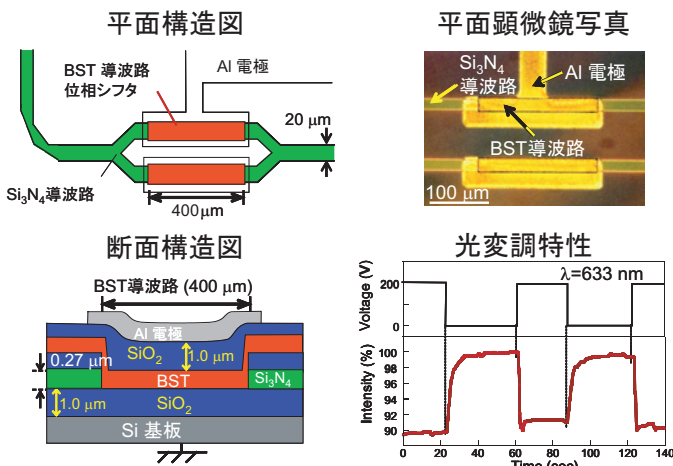 平面構造図
BST 導波路
位相シフタ
Al 電極
20 μm
Si3N4導波路
400μm
平面顕微鏡写真
Si3N4
導波路
Al 電極
BST導波路
100 μm
断面構造図
BST導波路 (400 μm)
Al 電極
SiO2
1.0 μm
0.27 μm
BST
Si3N4
1.0 μm
SiO2
Si 基板
光変調特性
λ=633 nm
Voltage (V)
200
0
Intensity (%)
100
98
96
94
92
90
0 20 40 60 80 100 120 140
Time (sec)